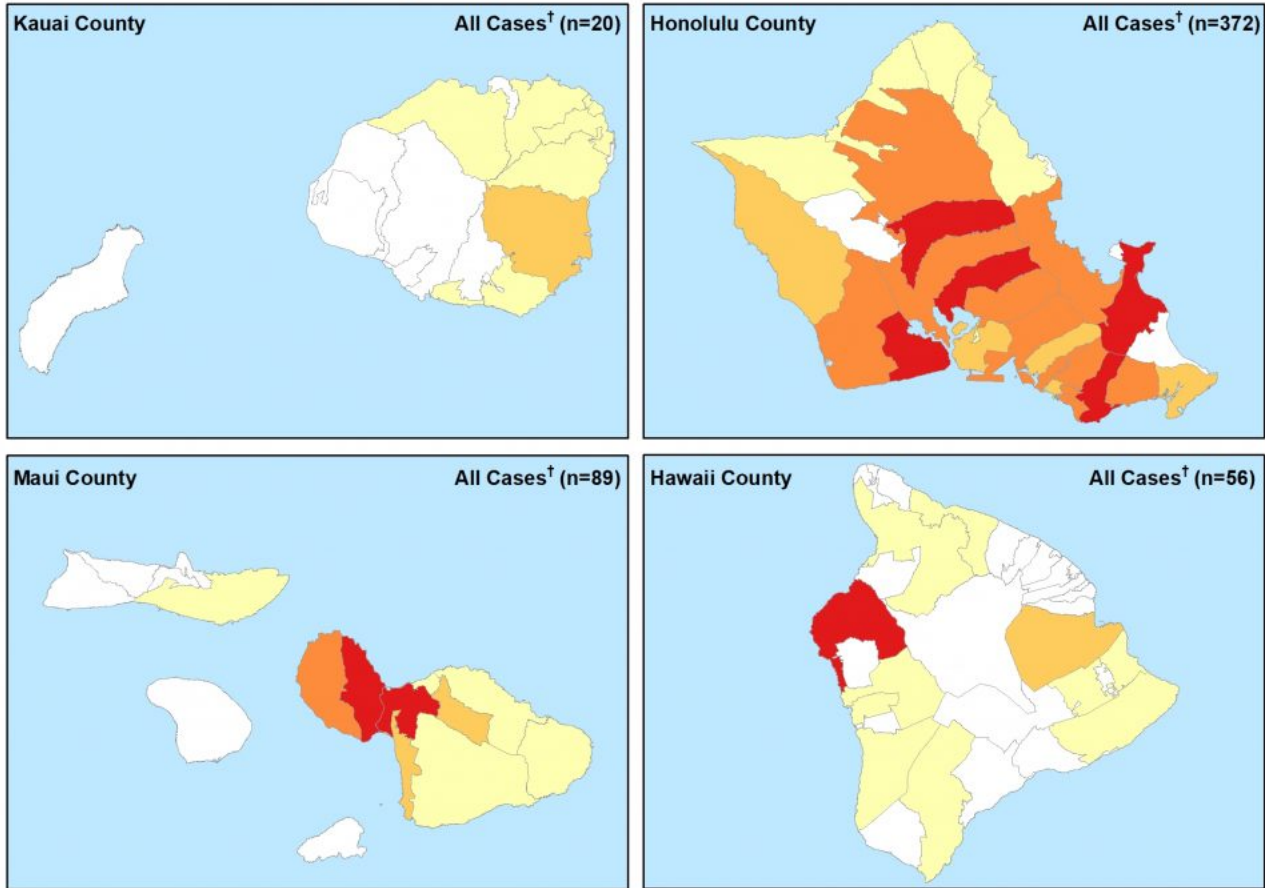 Kauai County All Cases† (n=20)
Honolulu County All Cases† (n=372)
Maui County All Cases† (n=89)
Hawaii County All Cases† (n=56)